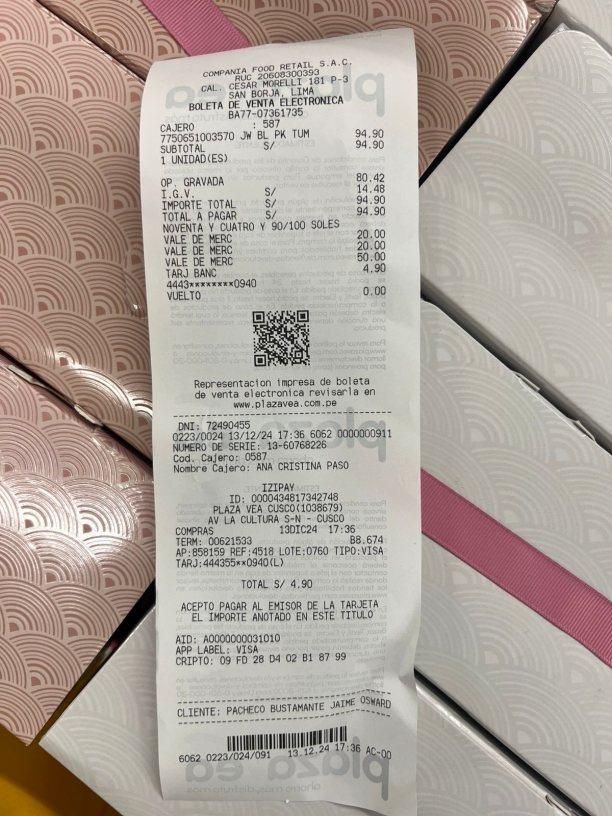 COMPANIA FOOD RETAIL S.A.C.
RUC 20608300393
CAL. CESAR MORELLI 181 P-3
SAN BORJA, LIMA
BOLETA DE VENTA ELECTRONICA
BA77-07361735
CAJERO : 587
7750651003570 JW BL PK TUM 94.90
SUBTOTAL S/ 94.90
1 UNIDAD(ES)
OP. GRAVADA 80.42
I.G.V. S/ 14.48
IMPORTE TOTAL S/ 94.90
TOTAL A PAGAR S/ 94.90
NOVENTA Y CUATRO Y 90/100 SOLES
VALE DE MERC 20.00
VALE DE MERC 20.00
VALE DE MERC 50.00
TARJ BANC 4.90
4443********0940
VUELTO 0.00
Representacion impresa de boleta
de venta electronica revisarla en
www.plazavea.com.pe
DNI: 72490455
0223/0024 13/12/24 17:36 6062 0000000911
NUMERO DE SERIE: 13-60768226
Cod. Cajero: 0587
Nombre Cajero: ANA CRISTINA PASO
IZIPAY
ID: 0000434817342748
PLAZA VEA CUSCO(1038679)
AV LA CULTURA S-N - CUSCO
COMPRAS 13DIC24 17:36
TERM: 00621533 B8.674
AP:858159 REF:4518 LOTE:0760 TIPO:VISA
TARJ:444355**0940(L)
TOTAL S/ 4.90
ACEPTO PAGAR AL EMISOR DE LA TARJETA
EL IMPORTE ANOTADO EN ESTE TITULO
AID: A0000000031010
APP LABEL: VISA
CRIPTO: 09 FD 28 D4 02 B1 87 99
CLIENTE: PACHECO BUSTAMANTE JAIME OSWARD
6062 0223/024/091 13.12.24 17:36 AC-00